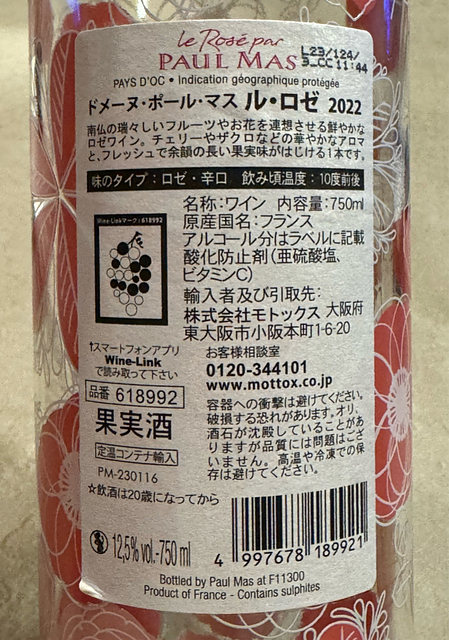 Le Rosé par
PAUL MAS
L23/124/
3_CC 11:44
PAYS D'OC • Indication géographique protégée
ドメーヌ・ポール・マス ル・ロゼ 2022
南仏の瑞々しいフルーツやお花を連想させる鮮やかな
ロゼワイン。チェリーやザクロなどの華やかなアロマ
と、フレッシュで余韻の長い果実味がはじける1本です。
味のタイプ：ロゼ・辛口 飲み頃温度：10度前後
Wine-Linkマーク：618992
名称：ワイン 内容量：750ml
原産国名：フランス
アルコール分はラベルに記載
酸化防止剤（亜硫酸塩、
ビタミンC）
輸入者及び引取先：
株式会社モトックス 大阪府
東大阪市小阪本町1-6-20
↑スマートフォンアプリ
Wine-Link
で読み取って下さい
お客様相談室
0120-344101
www.mottox.co.jp
品番 618992
果実酒
定温コンテナ輸入
PM-230116
容器への衝撃は避けてください。
破損する恐れがあります。オリ、
酒石が沈殿していることがあ
りますが品質には問題はござ
いません。高温や冷凍での保
存は避けてください。
☆飲酒は20歳になってから
12,5% vol.-750 ml
4 997678 189921
Bottled by Paul Mas at F11300
Product of France - Contains sulphites